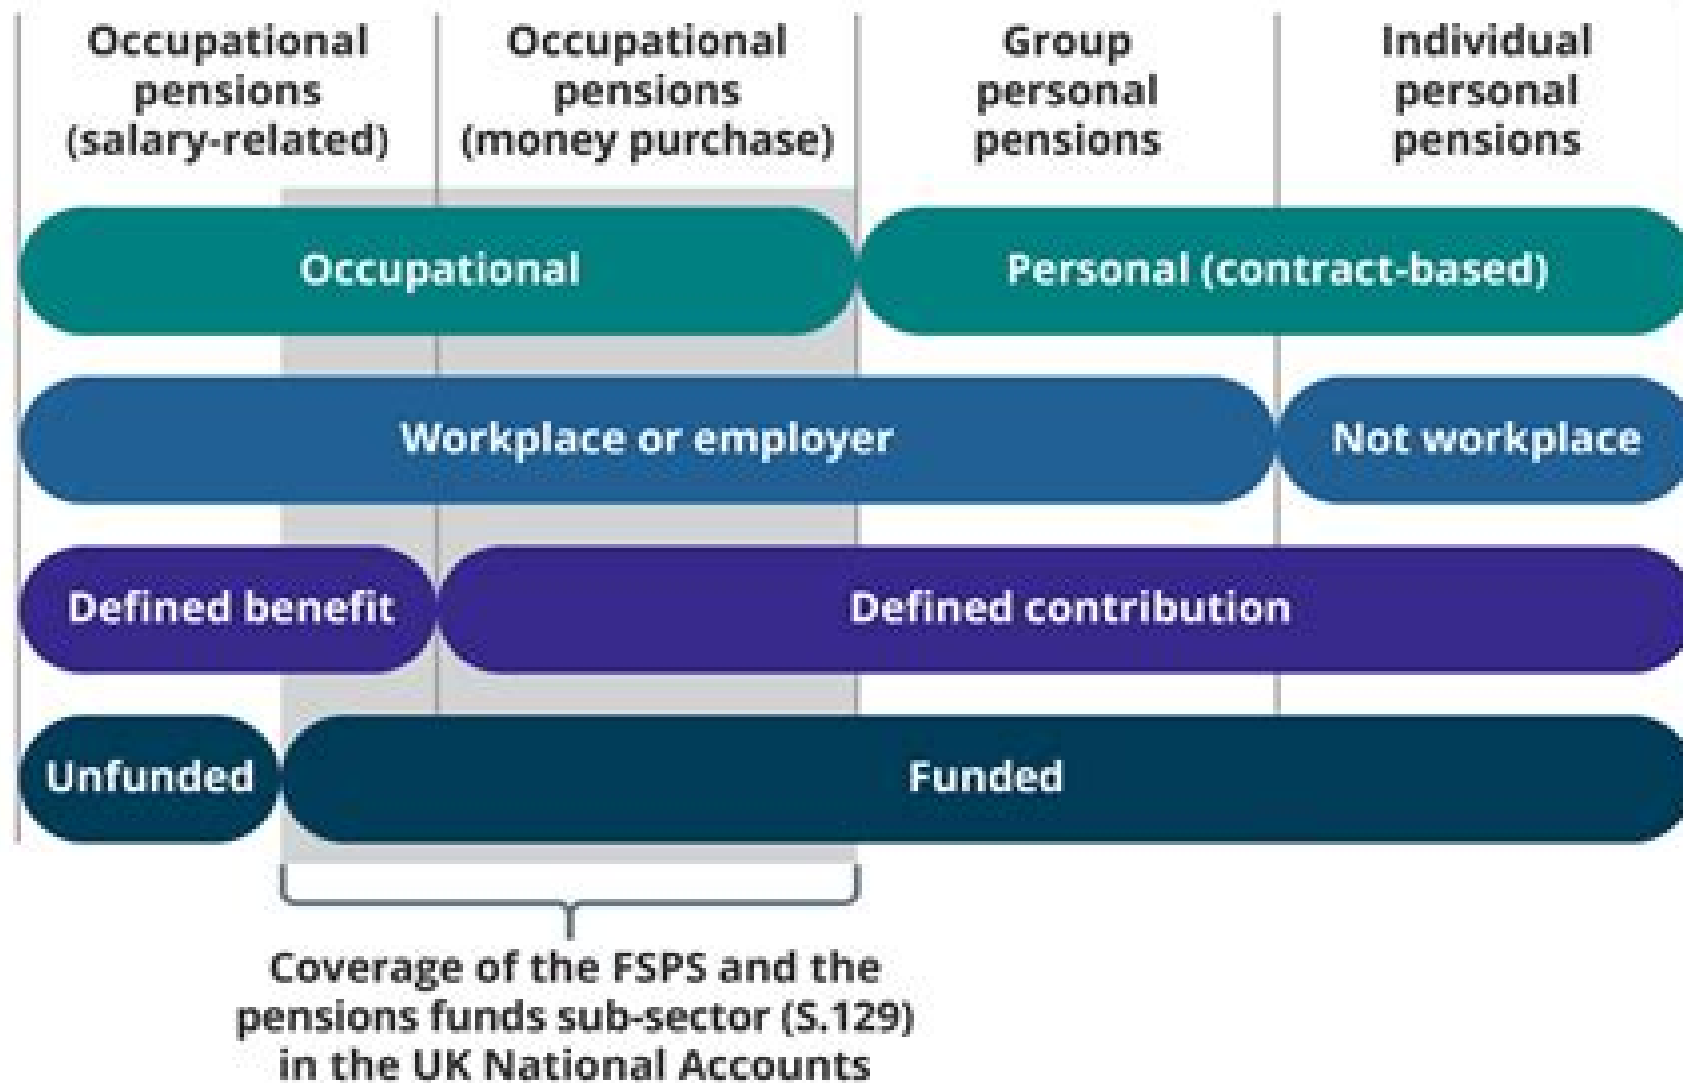 Occupational
pensions
(salary-related)
Occupational
pensions
(money purchase)
Group
personal
pensions
Individual
personal
pensions
Occupational
Personal (contract-based)
Workplace or employer
Not workplace
Defined benefit
Defined contribution
Unfunded
Funded
Coverage of the FSPS and the
pensions funds sub-sector (S.129)
in the UK National Accounts